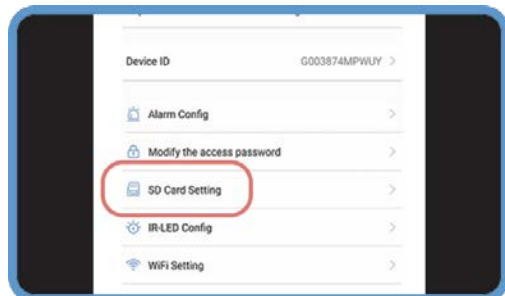 Device ID G003874MPWUY >
Alarm Config >
Modify the access password >
SD Card Setting >
IR-LED Config >
WiFi Setting >